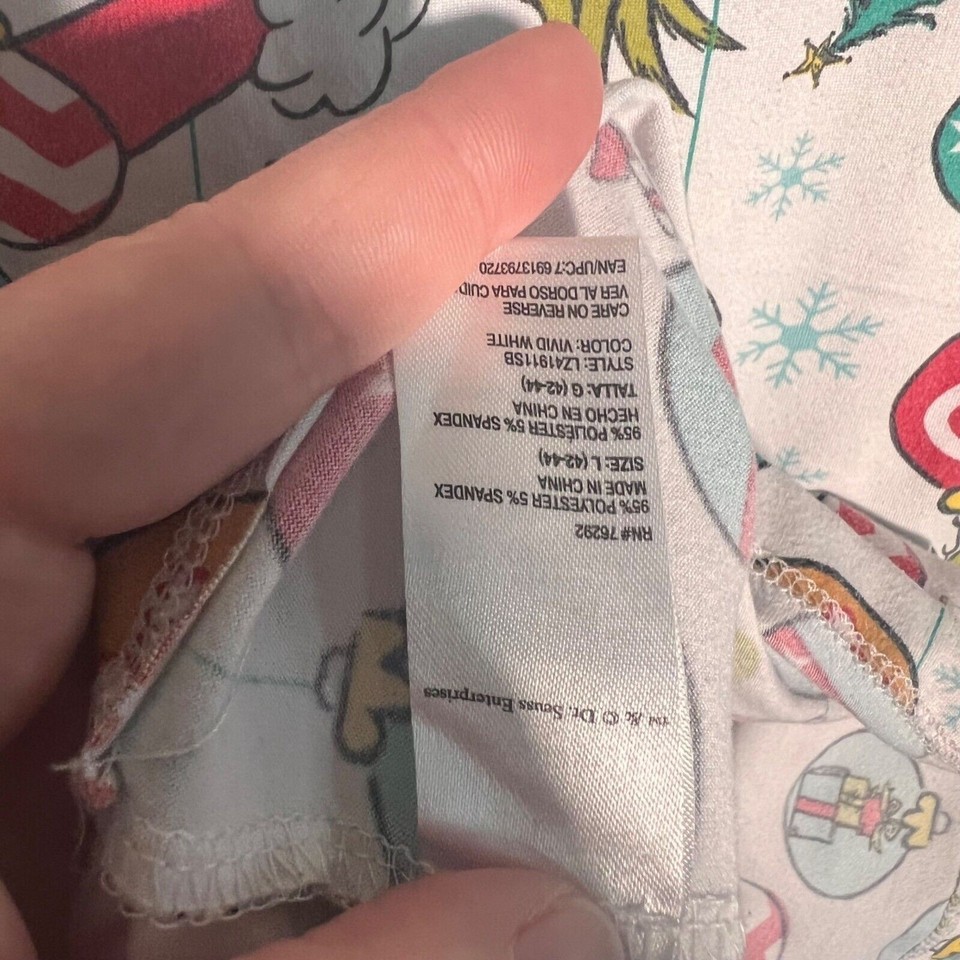 TM & © Dr. Seuss Enterprises
RN# 76292
95% POLYESTER 5% SPANDEX
MADE IN CHINA
SIZE: L (42-44)
95% POLIESTER 5% SPANDEX
HECHO EN CHINA
TALLA: G (42-44)
STYLE: LZ41911SB
COLOR: VIVID WHITE
CARE ON REVERSE
VER AL DORSO PARA
EAN/UPC:7 6913793720